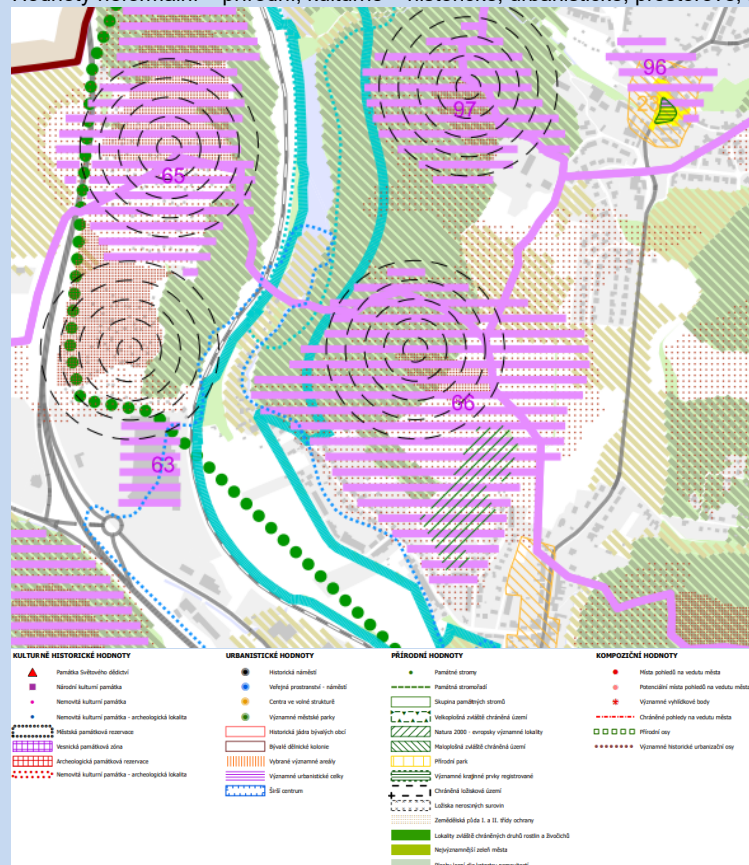 Hodnoty neformální – přírodní, kulturně – historické, urbanistické, prostorové,
96
97
65
66
63
KULTURNĚ HISTORICKÉ HODNOTY
Památka Světového dědictví
Národní kulturní památka
Nemovitá kulturní památka
Nemovitá kulturní památka - archeologická lokalita
Městská památková rezervace
Vesnická památková zóna
Archeologická památková rezervace
Nemovitá kulturní památka - archeologická lokalita
URBANISTICKÉ HODNOTY
Historická náměstí
Veřejná prostranství - náměstí
Centra ve volné struktuře
Významné městské parky
Historická jádra bývalých obcí
Bývalé dělnické kolonie
Vybrané významné areály
Významné urbanistické celky
Širší centrum
PŘÍRODNÍ HODNOTY
Památné stromy
Památná stromořadí
Skupina památných stromů
Velkoplošná zvláště chráněná území
Natura 2000 - evropsky významné lokality
Maloplošná zvláště chráněná území
Přírodní park
Významné krajinné prvky registrované
Chráněná ložisková území
Ložiska nerostných surovin
Zemědělská půda I. a II. třídy ochrany
Lokality zvláště chráněných druhů rostlin a živočichů
Nejvýznamnější zeleň města
KOMPOZIČNÍ HODNOTY
Místa pohledů na vedutu města
Potenciální místa pohledů na vedutu města
Významné vyhlídkové body
Chráněné pohledy na vedutu města
Přírodní osy
Významné historické urbanizační osy